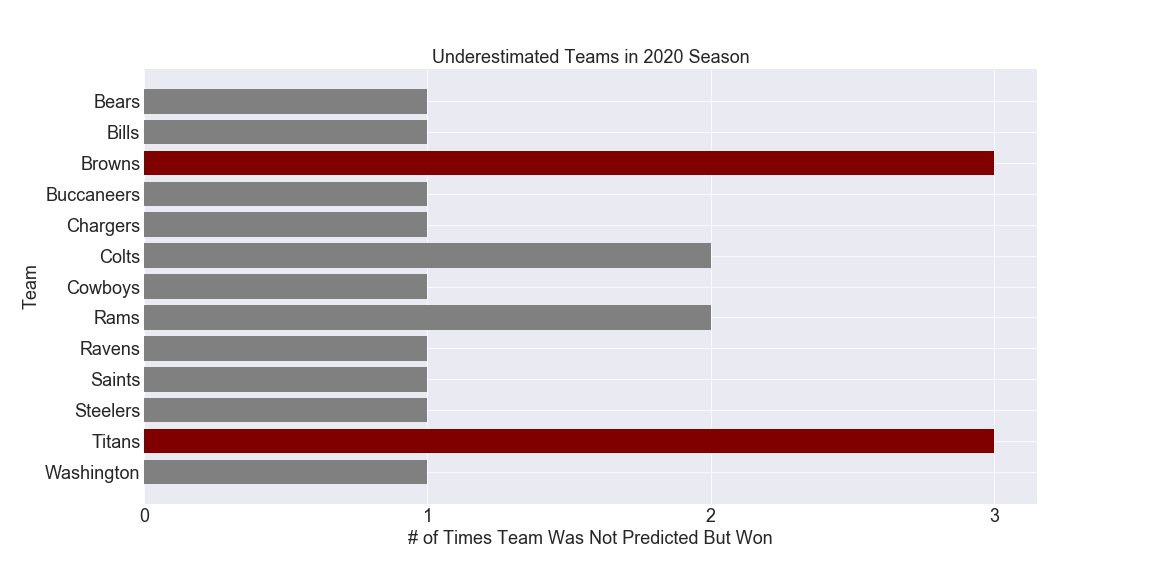 Underestimated Teams in 2020 Season
Bears
Bills
Browns
Buccaneers
Chargers
Colts
Cowboys
Rams
Ravens
Saints
Steelers
Titans
Washington
Team
0 1 2 3
# of Times Team Was Not Predicted But Won